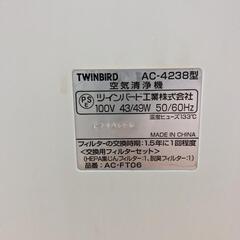 TWINBIRD AC-4238型
空気清浄機
PSE
ツインバード工業株式会社
100V 43/49W 50/60Hz
温度ヒューズ133℃
MADE IN CHINA
フィルターの交換時期:1.5年に1回程度
<交換用フィルターセット>
(HEPA集じんフィルター:1、脱臭フィルター:1)
品番:AC-FT06